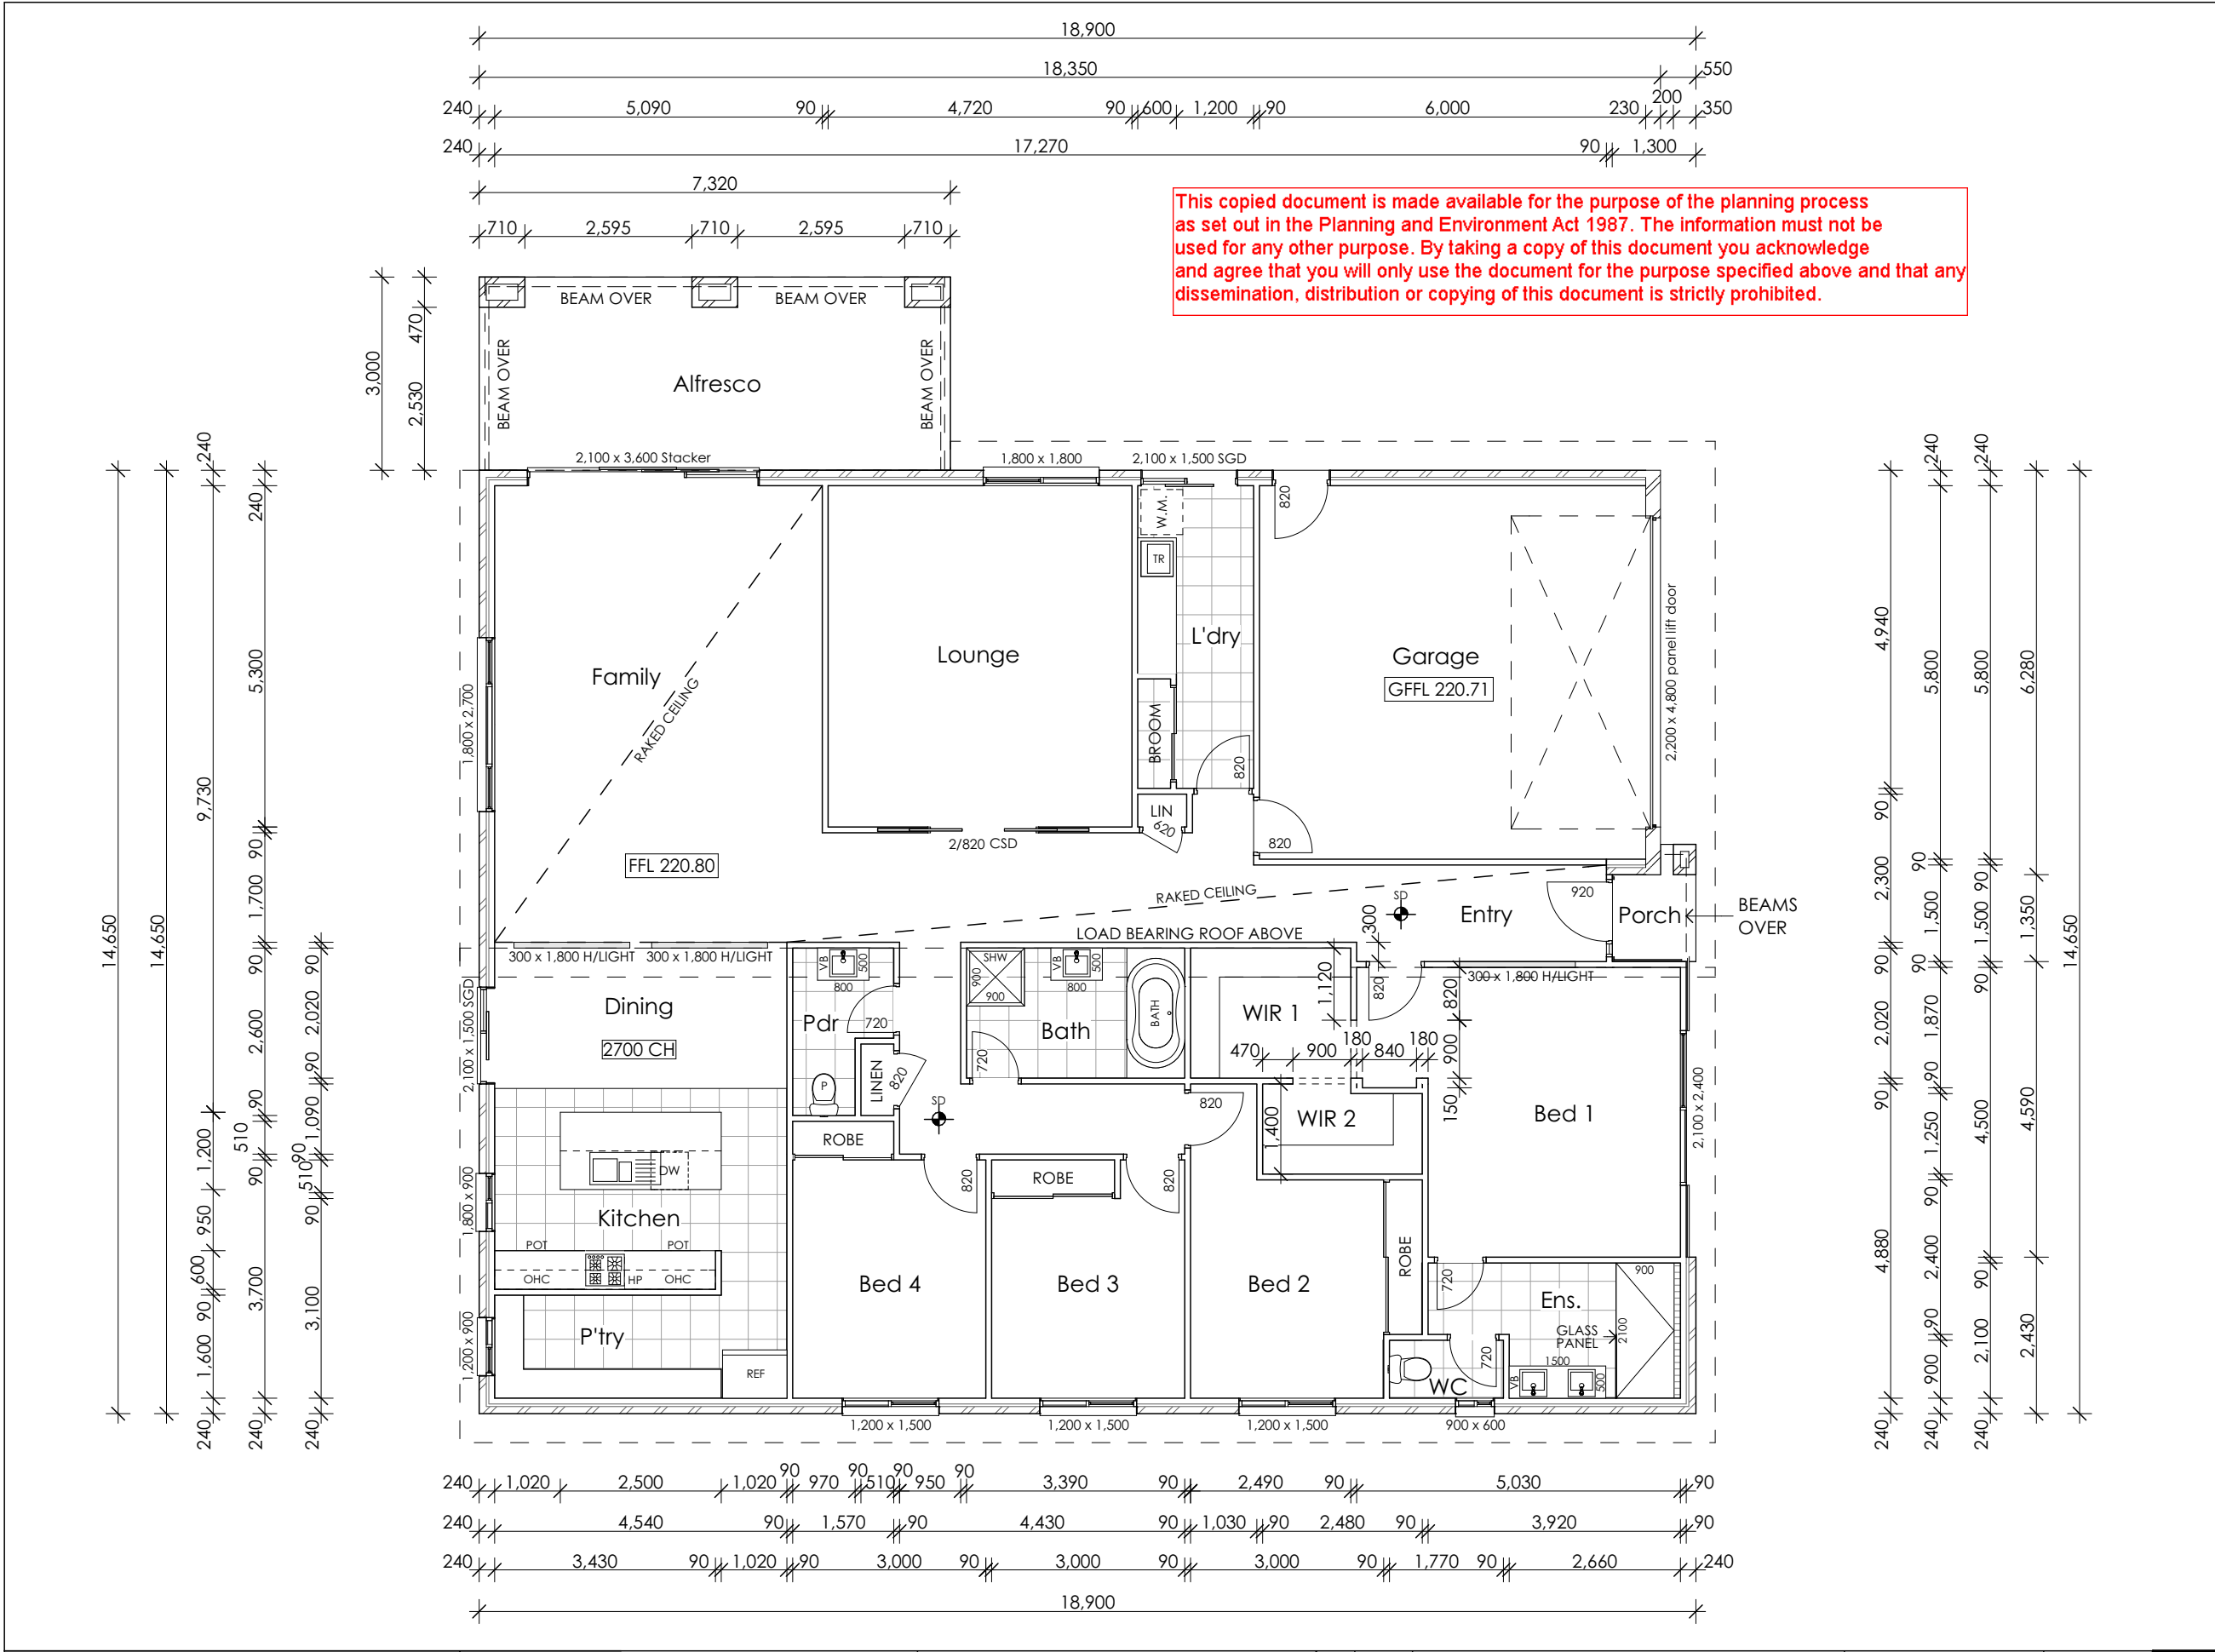 18,900
18,350 550
240 5,090 90 4,720 90 600 1,200 90 6,000 230 200 350
240 17,270 90 1,300
7,320
710 2,595 710 2,595 710
This copied document is made available for the purpose of the planning process
as set out in the Planning and Environment Act 1987. The information must not be
used for any other purpose. By taking a copy of this document you acknowledge
and agree that you will only use the document for the purpose specified above and that any
dissemination, distribution or copying of this document is strictly prohibited.
BEAM OVER BEAM OVER
BEAM OVER
BEAM OVER
Alfresco
3,000
470
2,530
2,100 x 3,600 Stacker
1,800 x 1,800
2,100 x 1,500 SGD
14,650
14,650
240
9,730
1,200
950
600
90
1,600
240
240
5,300
90
1,700
90
2,600
90
510
90
3,700
240
90
2,020
90
1,090
90
510
90
3,100
240
1,800 x 2,700
2,100 x 1,500 SGD
1,800 x 900
1,200 x 900
Family
RAKED CEILING
FFL 220.80
Lounge
2/820 CSD
W.M.
TR
L'dry
BROOM
820
LIN
620
820
Garage
GFFL 220.71
820
2,200 x 4,800 panel lift door
RAKED CEILING
SD
Entry
920
Porch
BEAMS
OVER
LOAD BEARING ROOF ABOVE
300
300 x 1,800 H/LIGHT
300 x 1,800 H/LIGHT
300 x 1,800 H/LIGHT
Dining
2700 CH
VB
500
800
Pdr
720
P
LINEN
820
SHW
900
900
VB
500
800
Bath
BATH
720
WIR 1
1,120
820
820
470 900 180 840 180
900
150
WIR 2
1,400
820
Bed 1
2,100 x 2,400
SD
ROBE
DW
Kitchen
POT POT
OHC HP OHC
P'try
REF
820
ROBE
820
Bed 4
Bed 3
Bed 2
ROBE
720
Ens.
900
GLASS
PANEL
2100
1500
VB
500
720
WC
1,200 x 1,500
1,200 x 1,500
1,200 x 1,500
900 x 600
240
4,940
90
2,300
90
2,020
90
4,880
240
240
5,800
90
1,500
90
1,870
90
1,250
90
2,400
90
900
240
240
5,800
90
1,500
90
4,500
90
2,100
240
6,280
1,350
4,590
2,430
14,650
240 1,020 2,500 1,020 90 970 90 510 90 950 90 3,390 90 2,490 90 5,030 90
240 4,540 90 1,570 90 4,430 90 1,030 90 2,480 90 3,920 90
240 3,430 90 1,020 90 3,000 90 3,000 90 3,000 90 1,770 90 2,660 240
18,900